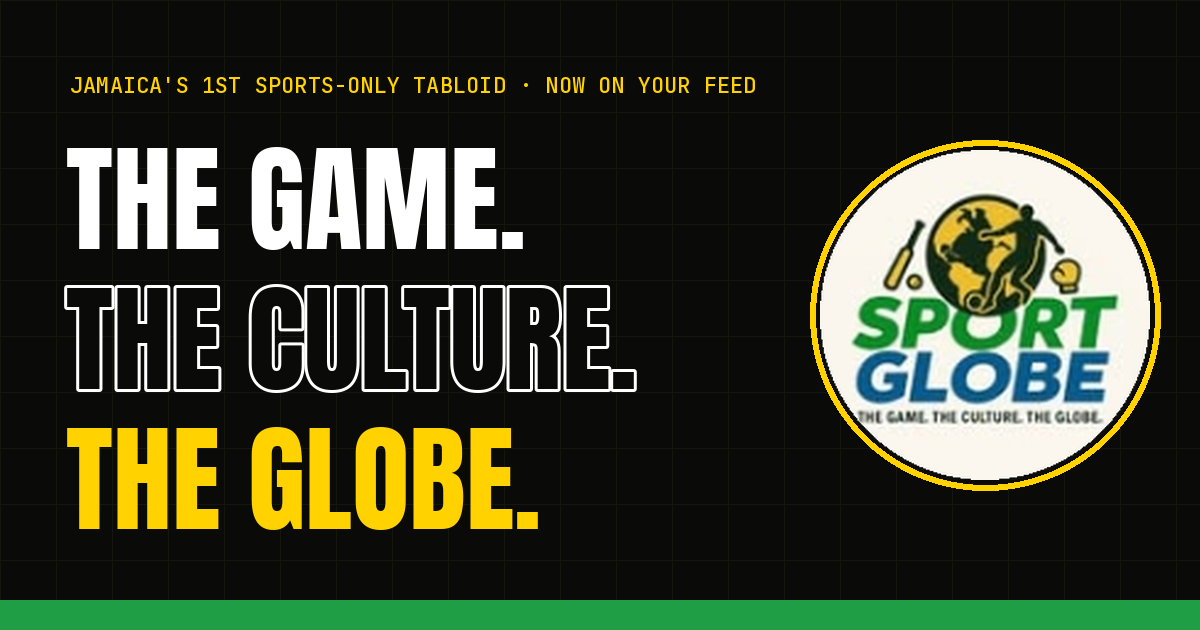 JAMAICA'S 1ST SPORTS-ONLY TABLOID · NOW ON YOUR FEED
THE GAME.
THE CULTURE.
THE GLOBE.
SPORT
GLOBE
THE GAME. THE CULTURE. THE GLOBE.